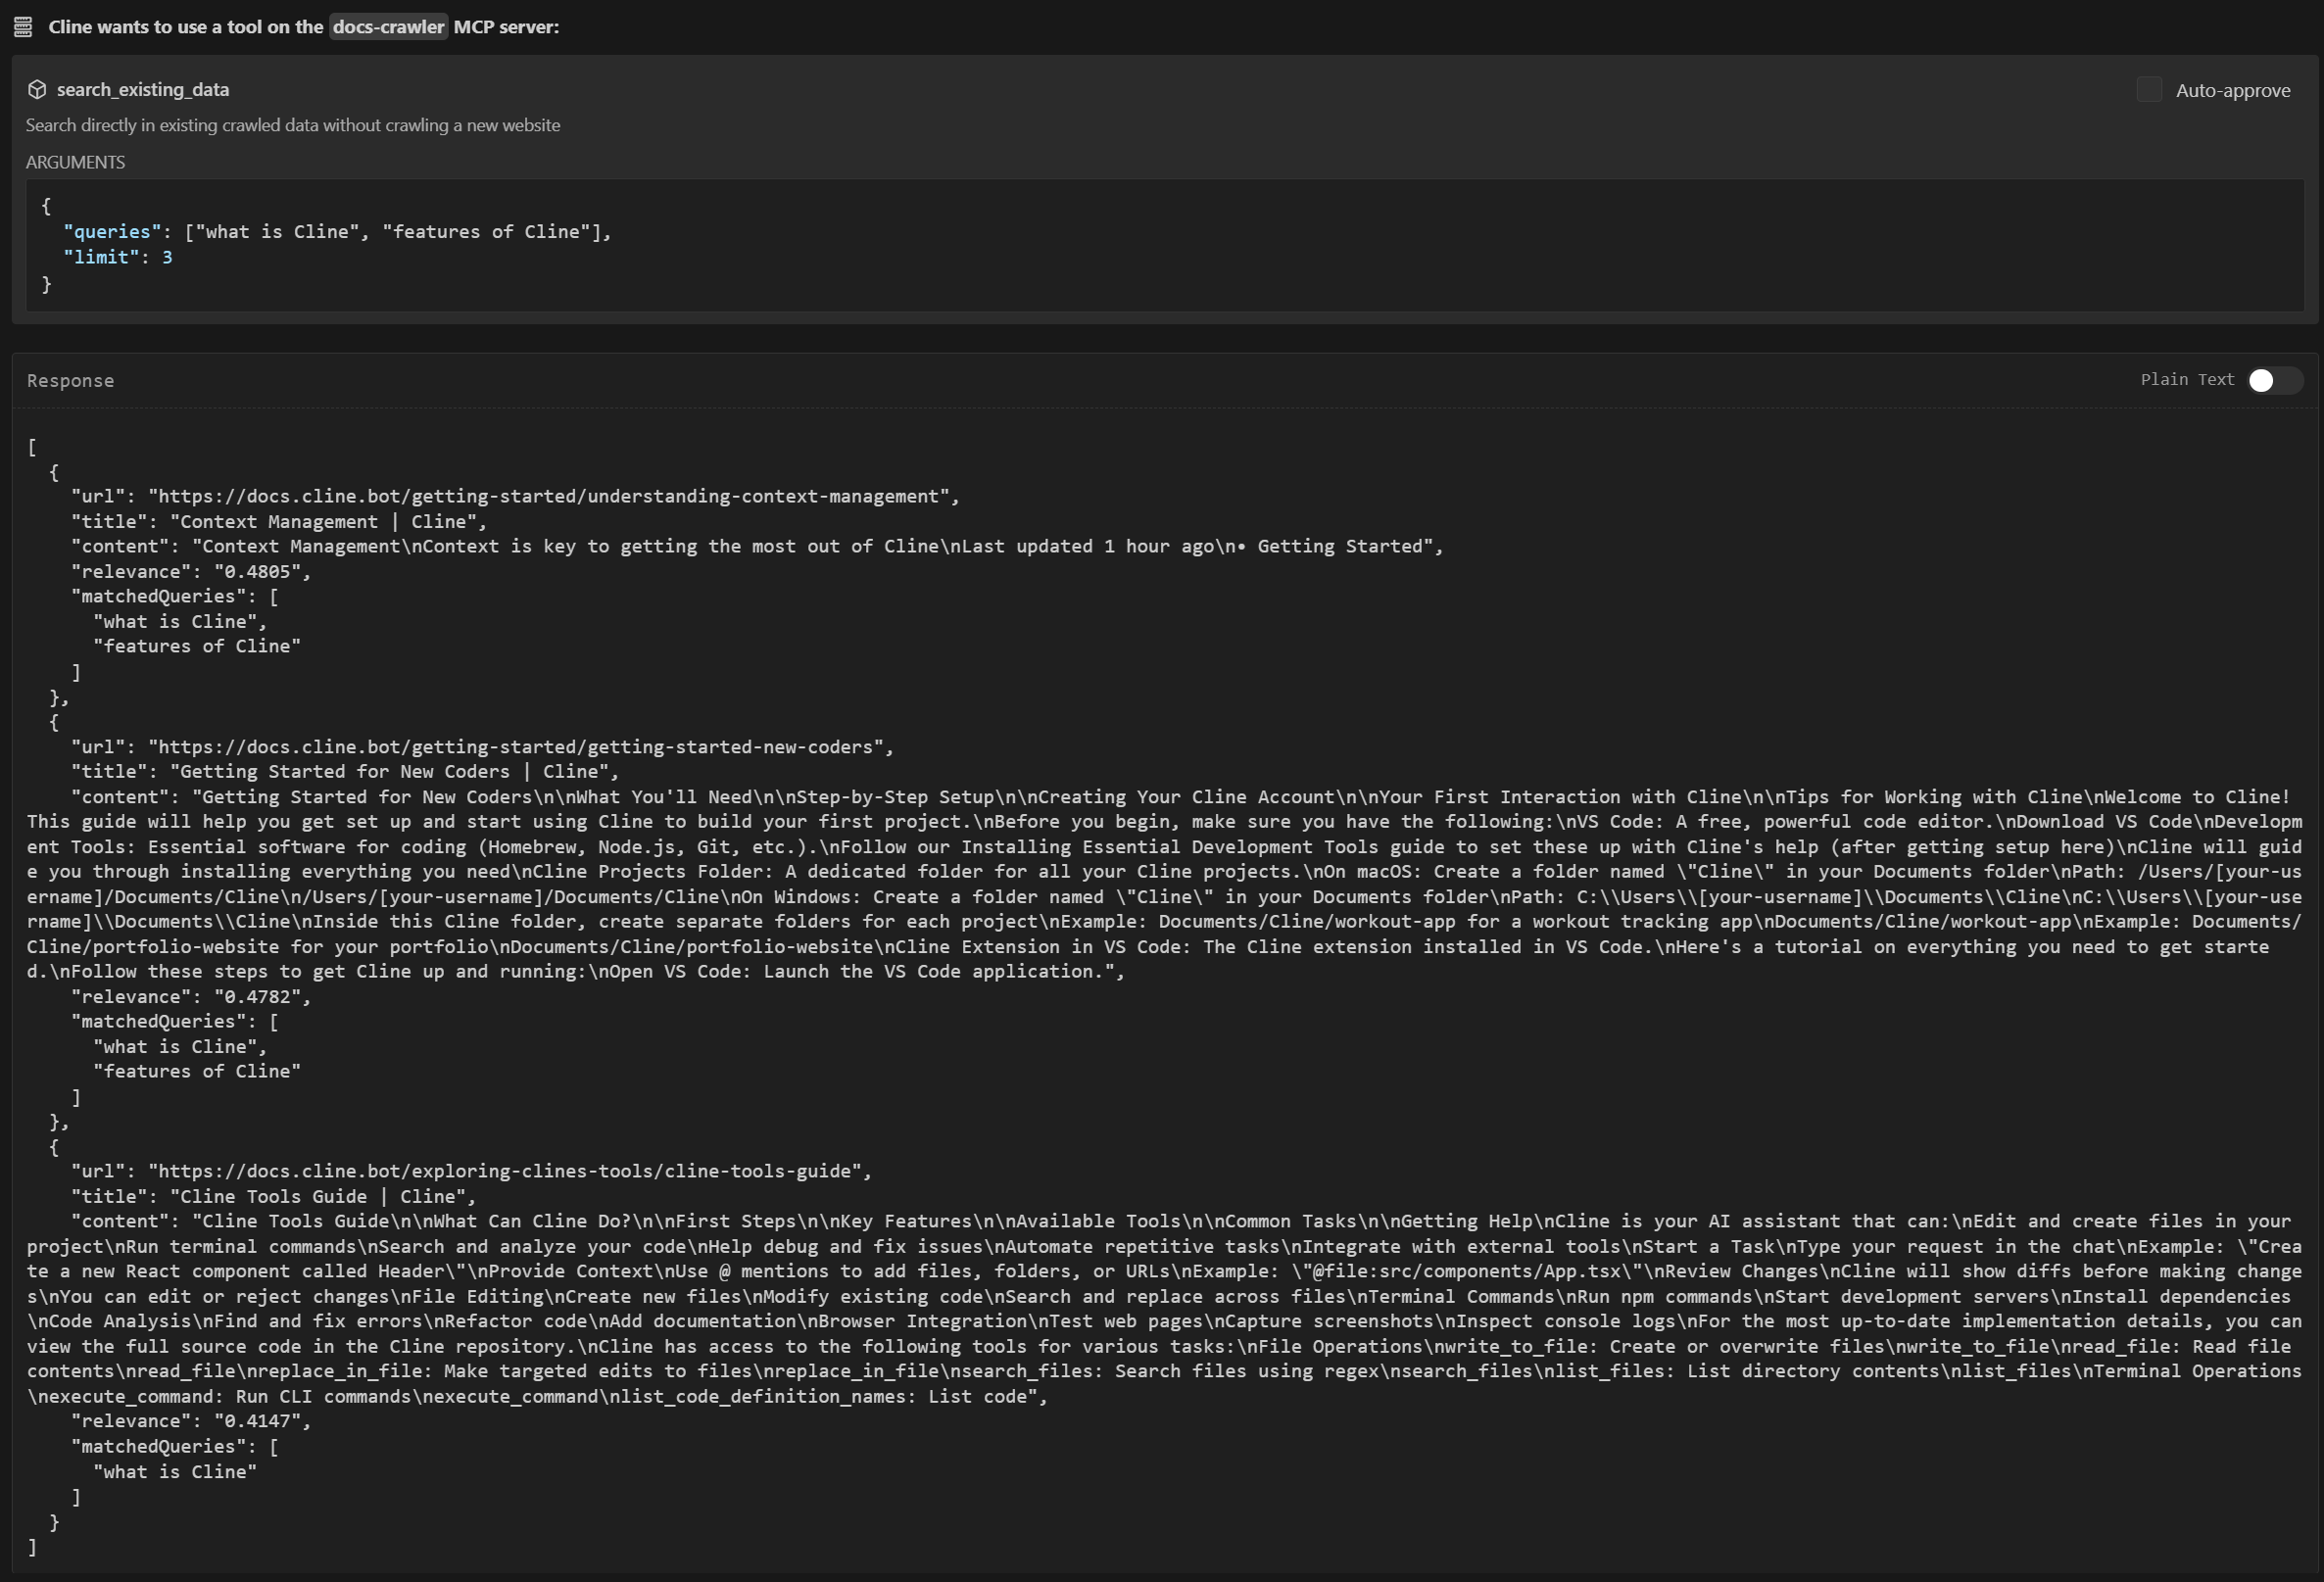 Cline wants to use a tool on the docs-crawler MCP server:
search_existing_data
Auto-approve
Search directly in existing crawled data without crawling a new website
ARGUMENTS
{
  "queries": ["what is Cline", "features of Cline"],
  "limit": 3
}
Response
Plain Text
[
  {
    "url": "https://docs.cline.bot/getting-started/understanding-context-management",
    "title": "Context Management | Cline",
    "content": "Context Management\nContext is key to getting the most out of Cline\nLast updated 1 hour ago\n• Getting Started",
    "relevance": "0.4805",
    "matchedQueries": [
      "what is Cline",
      "features of Cline"
    ]
  },
  {
    "url": "https://docs.cline.bot/getting-started/getting-started-new-coders",
    "title": "Getting Started for New Coders | Cline",
    "content": "Getting Started for New Coders\n\nWhat You'll Need\n\nStep-by-Step Setup\n\nCreating Your Cline Account\n\nYour First Interaction with Cline\n\nTips for Working with Cline\nWelcome to Cline!
This guide will help you get set up and start using Cline to build your first project.\nBefore you begin, make sure you have the following:\nVS Code: A free, powerful code editor.\nDownload VS Code\nDevelopm
ent Tools: Essential software for coding (Homebrew, Node.js, Git, etc.).\nFollow our Installing Essential Development Tools guide to set these up with Cline's help (after getting setup here)\nCline will guid
e you through installing everything you need\nCline Projects Folder: A dedicated folder for all your Cline projects.\nOn macOS: Create a folder named \"Cline\" in your Documents folder\nPath: /Users/[your-us
ername]/Documents/Cline\n/Users/[your-username]/Documents/Cline\nOn Windows: Create a folder named \"Cline\" in your Documents folder\nPath: C:\\Users\\[your-username]\\Documents\\Cline\nC:\\Users\\[your-use
rname]\\Documents\\Cline\nInside this Cline folder, create separate folders for each project\nExample: Documents/Cline/workout-app for a workout tracking app\nDocuments/Cline/workout-app\nExample: Documents/
Cline/portfolio-website for your portfolio\nDocuments/Cline/portfolio-website\nCline Extension in VS Code: The Cline extension installed in VS Code.\nHere's a tutorial on everything you need to get starte
d.\nFollow these steps to get Cline up and running:\nOpen VS Code: Launch the VS Code application.",
    "relevance": "0.4782",
    "matchedQueries": [
      "what is Cline",
      "features of Cline"
    ]
  },
  {
    "url": "https://docs.cline.bot/exploring-clines-tools/cline-tools-guide",
    "title": "Cline Tools Guide | Cline",
    "content": "Cline Tools Guide\n\nWhat Can Cline Do?\n\nFirst Steps\n\nKey Features\n\nAvailable Tools\n\nCommon Tasks\n\nGetting Help\nCline is your AI assistant that can:\nEdit and create files in your
project\nRun terminal commands\nSearch and analyze your code\nHelp debug and fix issues\nAutomate repetitive tasks\nIntegrate with external tools\nStart a Task\nType your request in the chat\nExample: \"Crea
te a new React component called Header\"\nProvide Context\nUse @ mentions to add files, folders, or URLs\nExample: \"@file:src/components/App.tsx\"\nReview Changes\nCline will show diffs before making change
s\nYou can edit or reject changes\nFile Editing\nCreate new files\nModify existing code\nSearch and replace across files\nTerminal Commands\nRun npm commands\nStart development servers\nInstall dependencies
\nCode Analysis\nFind and fix errors\nRefactor code\nAdd documentation\nBrowser Integration\nTest web pages\nCapture screenshots\nInspect console logs\nFor the most up-to-date implementation details, you can
view the full source code in the Cline repository.\nCline has access to the following tools for various tasks:\nFile Operations\nwrite_to_file: Create or overwrite files\nwrite_to_file\nread_file: Read file
contents\nread_file\nreplace_in_file: Make targeted edits to files\nreplace_in_file\nsearch_files: Search files using regex\nsearch_files\nlist_files: List directory contents\nlist_files\nTerminal Operations
\nexecute_command: Run CLI commands\nexecute_command\nlist_code_definition_names: List code",
    "relevance": "0.4147",
    "matchedQueries": [
      "what is Cline"
    ]
  }
]